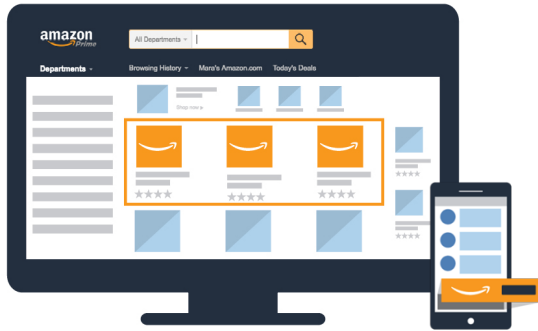 amazon
Prime
All Departments
Departments
Browsing History
Mara's Amazon.com
Today's Deals
Shop now